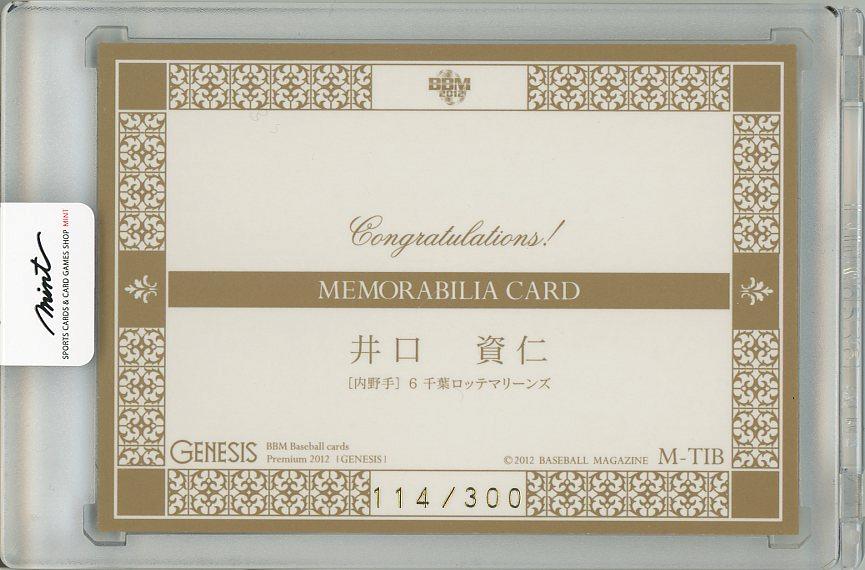 BBM
2012
Congratulations!
MEMORABILIA CARD
井口 資仁
[内野手] 6 千葉ロッテマリーンズ
GENESIS
BBM Baseball cards
Premium 2012 [GENESIS]
©2012 BASEBALL MAGAZINE M-TIB
114/300
mint
SPORTS CARDS & CARD GAMES SHOP MINT